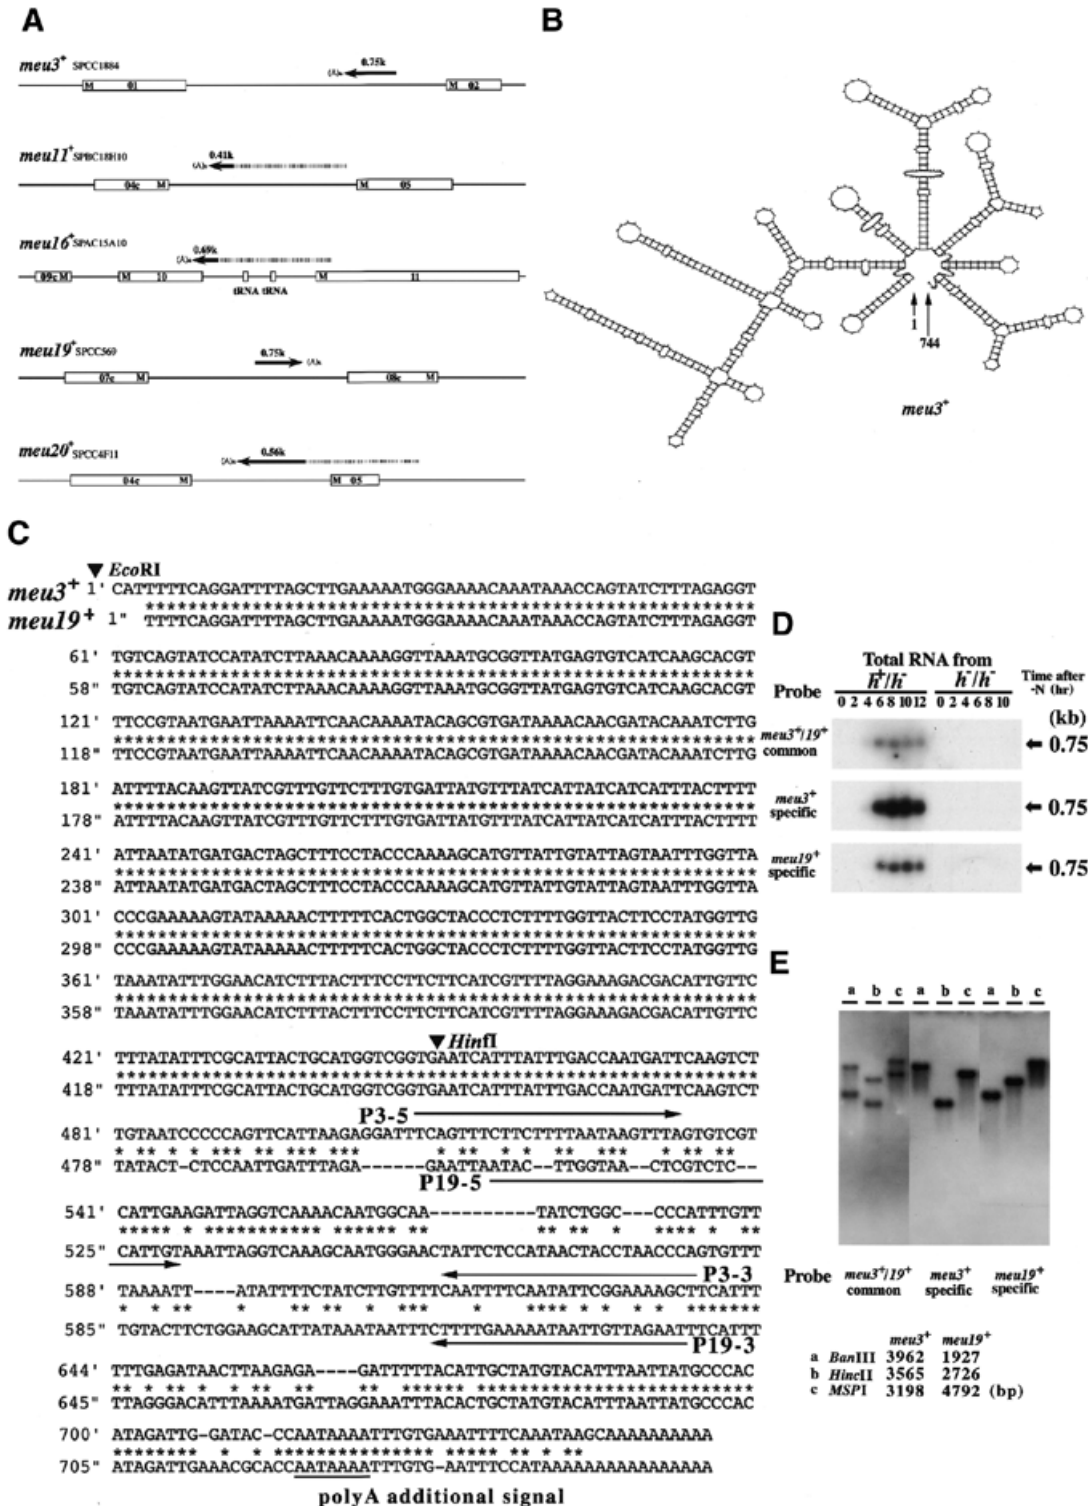 A
meu3+ SPCC1884
0.75k
(A)n
M 01
M 02
meu11+ SPBC18H10
0.41k
(A)n
04c M
M 05
meu16+ SPAC15A10
0.69k
(A)n
09c M
M 10
M 11
tRNA tRNA
meu19+ SPCC569
0.75k
(A)n
07c M
08c M
meu20+ SPCC4F11
0.56k
(A)n
04c M
M 05
B
1
744
meu3+
C
EcoRI
meu3+ 1' CATTTTTCAGGATTTTAGCTTGAAAAATGGGAAAACAAATAAACCAGTATCTTTAGAGGT
meu19+ 1" TTTTCAGGATTTTAGCTTGAAAAATGGGAAAACAAATAAACCAGTATCTTTAGAGGT
61' TGTCAGTATCCATATCTTAAACAAAAGGTTAAATGCGGTTATGAGTGTCATCAAGCACGT
58" TGTCAGTATCCATATCTTAAACAAAAGGTTAAATGCGGTTATGAGTGTCATCAAGCACGT
121' TTCCGTAATGAATTAAAATTCAACAAAATACAGCGTGATAAAACAACGATACAAATCTTG
118" TTCCGTAATGAATTAAAATTCAACAAAATACAGCGTGATAAAACAACGATACAAATCTTG
181' ATTTTACAAGTTATCGTTTGTTCTTTGTGATTATGTTTATCATTATCATCATTTACTTTT
178" ATTTTACAAGTTATCGTTTGTTCTTTGTGATTATGTTTATCATTATCATCATTTACTTTT
241' ATTAATATGATGACTAGCTTTCCTACCCAAAAGCATGTTATTGTATTAGTAATTTGGTTA
238" ATTAATATGATGACTAGCTTTCCTACCCAAAAGCATGTTATTGTATTAGTAATTTGGTTA
301' CCCGAAAAAGTATAAAAACTTTTTCACTGGCTACCCTCTTTTGGTTACTTCCTATGGTTG
298" CCCGAAAAAGTATAAAAACTTTTTCACTGGCTACCCTCTTTTGGTTACTTCCTATGGTTG
361' TAAATATTTGGAACATCTTTACTTTCCTTCTTCATCGTTTTAGGAAAGACGACATTGTTC
358" TAAATATTTGGAACATCTTTACTTTCCTTCTTCATCGTTTTAGGAAAGACGACATTGTTC
HinfI
421' TTTATATTTCGCATTACTGCATGGTCGGTGAATCATTTATTTGACCAATGATTCAAGTCT
418" TTTATATTTCGCATTACTGCATGGTCGGTGAATCATTTATTTGACCAATGATTCAAGTCT
P3-5
481' TGTAATCCCCCAGTTCATTAAGAGGATTTCAGTTTCTTCTTTTAATAAGTTTAGTGTCGT
478" TATACT-CTCCAATTGATTTAGA------GAATTAATAC--TTGGTAA--CTCGTCTC--
P19-5
541' CATTGAAGATTAGGTCAAAACAATGGCAA----------TATCTGGC---CCCATTTGTT
525" CATTGTAAATTAGGTCAAAGCAATGGGAACTATTCTCCATAACTACCTAACCCAGTGTTT
P3-3
588' TAAAATT----ATATTTTCTATCTTGTTTTCAATTTTCAATATTCGGAAAAGCTTCATTT
585" TGTACTTCTGGAAGCATTATAAATAATTTCTTTTGAAAAATAATTGTTAGAATTTCATTT
P19-3
644' TTTGAGATAACTTAAGAGA----GATTTTTACATTGCTATGTACATTTAATTATGCCCAC
645" TTAGGGACATTTAAAATGATTAGGAAATTTACACTGCTATGTACATTTAATTATGCCCAC
700' ATAGATTG-GATAC-CCAATAAAATTTGTGAAATTTTCAAATAAGCAAAAAAAAAA
705" ATAGATTGAAACGCACCAATAAAATTTGTG-AATTTCCATAAAAAAAAAAAAAAAA
polyA additional signal
D
Total RNA from
h+/h- h-/h-
Time after -N (hr)
Probe 0 2 4 6 8 10 12 0 2 4 6 8 10
(kb)
meu3+/19+ common 0.75
meu3+ specific 0.75
meu19+ specific 0.75
E
a b c a b c a b c
Probe meu3+/19+ common meu3+ specific meu19+ specific
meu3+ meu19+
a BanIII 3962 1927
b HincII 3565 2726
c MSPI 3198 4792 (bp)